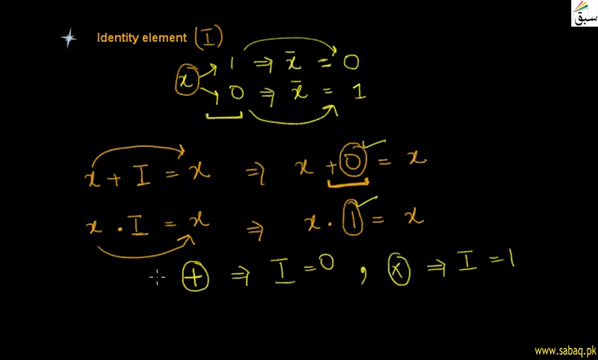 Identity element (I)
x 1 ⇒ x̄ = 0
0 ⇒ x̄ = 1
x + I = x ⇒ x + 0 = x
x · I = x ⇒ x · 1 = x
+ ⇒ I = 0 , × ⇒ I = 1
سبق
www.sabaq.pk